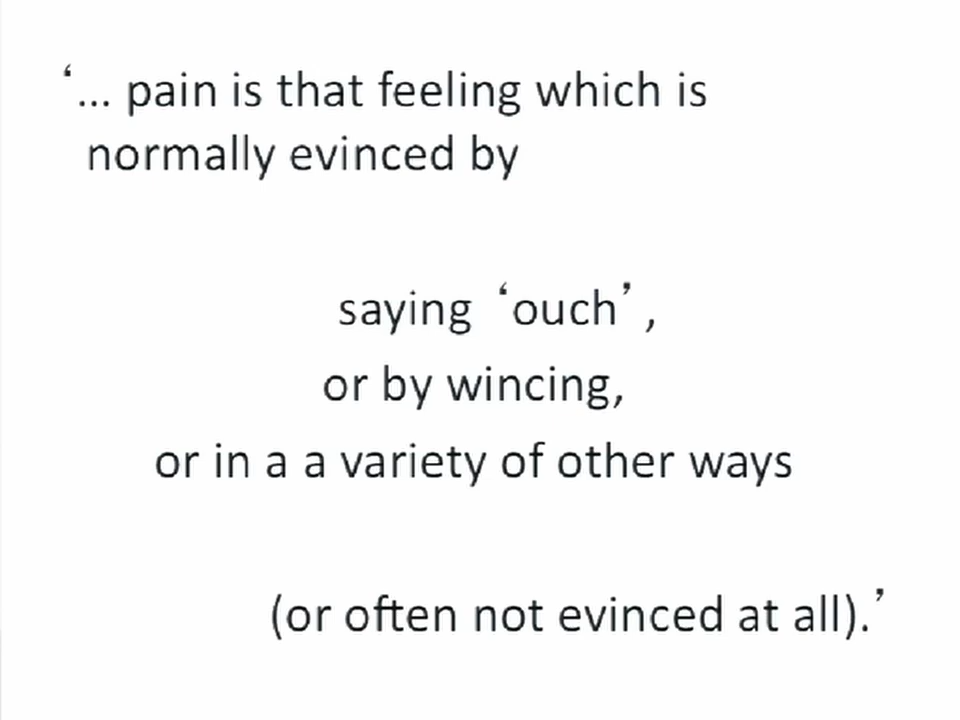 ‘... pain is that feeling which is
normally evinced by
saying ‘ouch’,
or by wincing,
or in a a variety of other ways
(or often not evinced at all).’